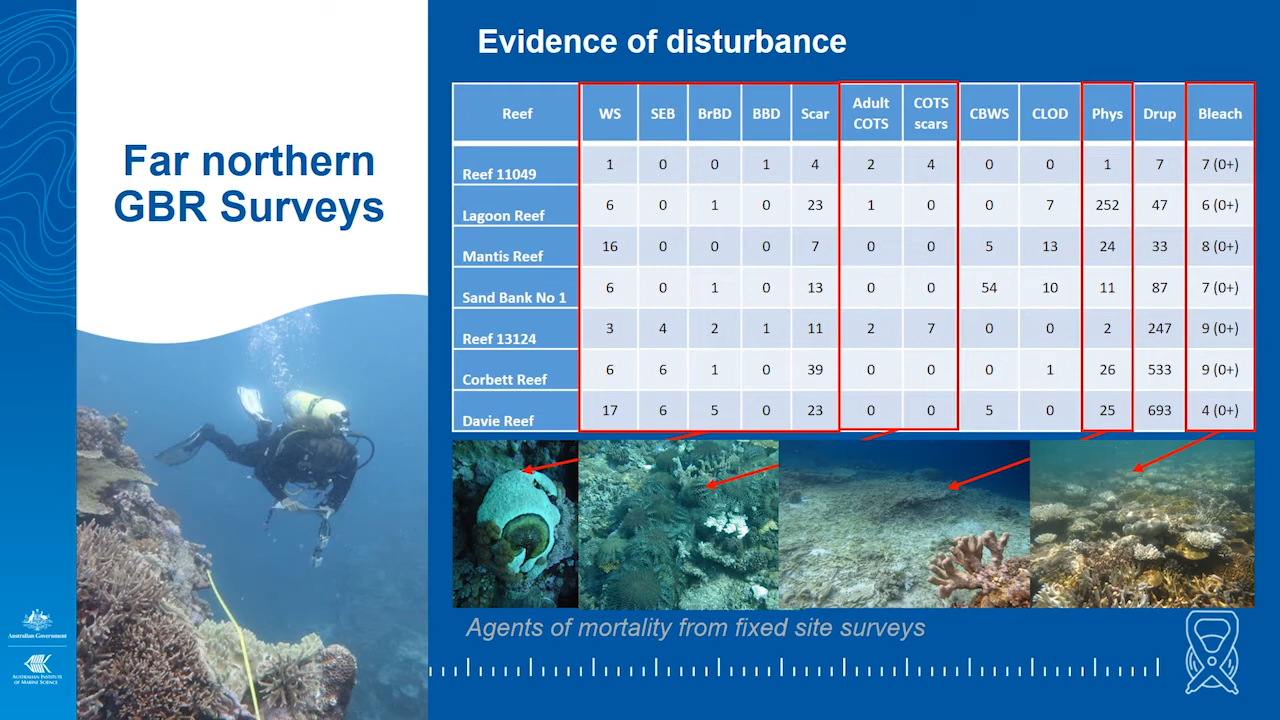 Far northern
GBR Surveys
Evidence of disturbance
Reef WS SEB BrBD BBD Scar Adult COTS COTS scars CBWS CLOD Phys Drup Bleach
Reef 11049 1 0 0 1 4 2 4 0 0 1 7 7 (0+)
Lagoon Reef 6 0 1 0 23 1 0 0 7 252 47 6 (0+)
Mantis Reef 16 0 0 0 7 0 0 5 13 24 33 8 (0+)
Sand Bank No 1 6 0 1 0 13 0 0 54 10 11 87 7 (0+)
Reef 13124 3 4 2 1 11 2 7 0 0 2 247 9 (0+)
Corbett Reef 6 6 1 0 39 0 0 0 1 26 533 9 (0+)
Davie Reef 17 6 5 0 23 0 0 5 0 25 693 4 (0+)
Agents of mortality from fixed site surveys
Australian Government
AUSTRALIAN INSTITUTE
OF MARINE SCIENCE